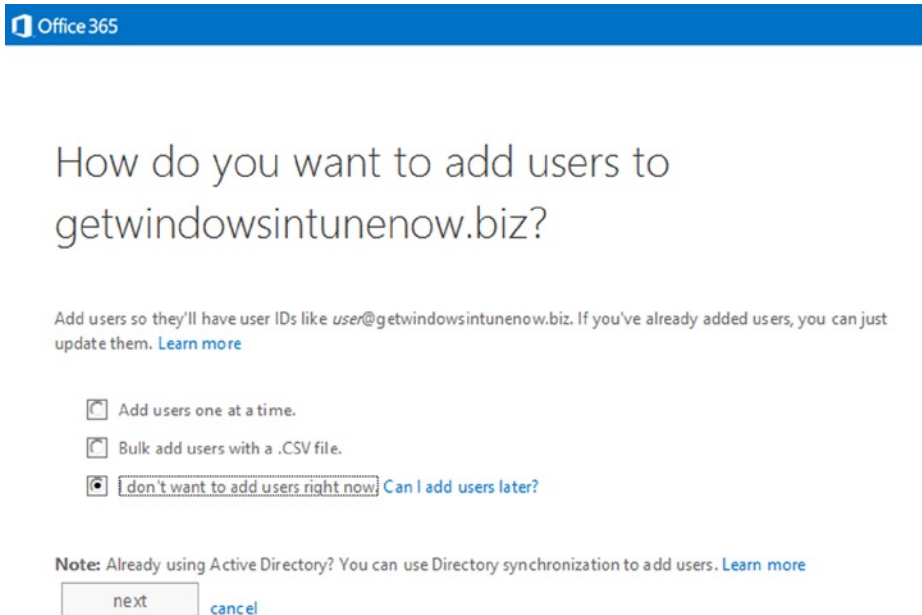 Office 365
How do you want to add users to
getwindowsintunenow.biz?
Add users so they'll have user IDs like user@getwindowsintunenow.biz. If you've already added users, you can just
update them. Learn more
Add users one at a time.
Bulk add users with a .CSV file.
I don't want to add users right now. Can I add users later?
Note: Already using Active Directory? You can use Directory synchronization to add users. Learn more
next cancel